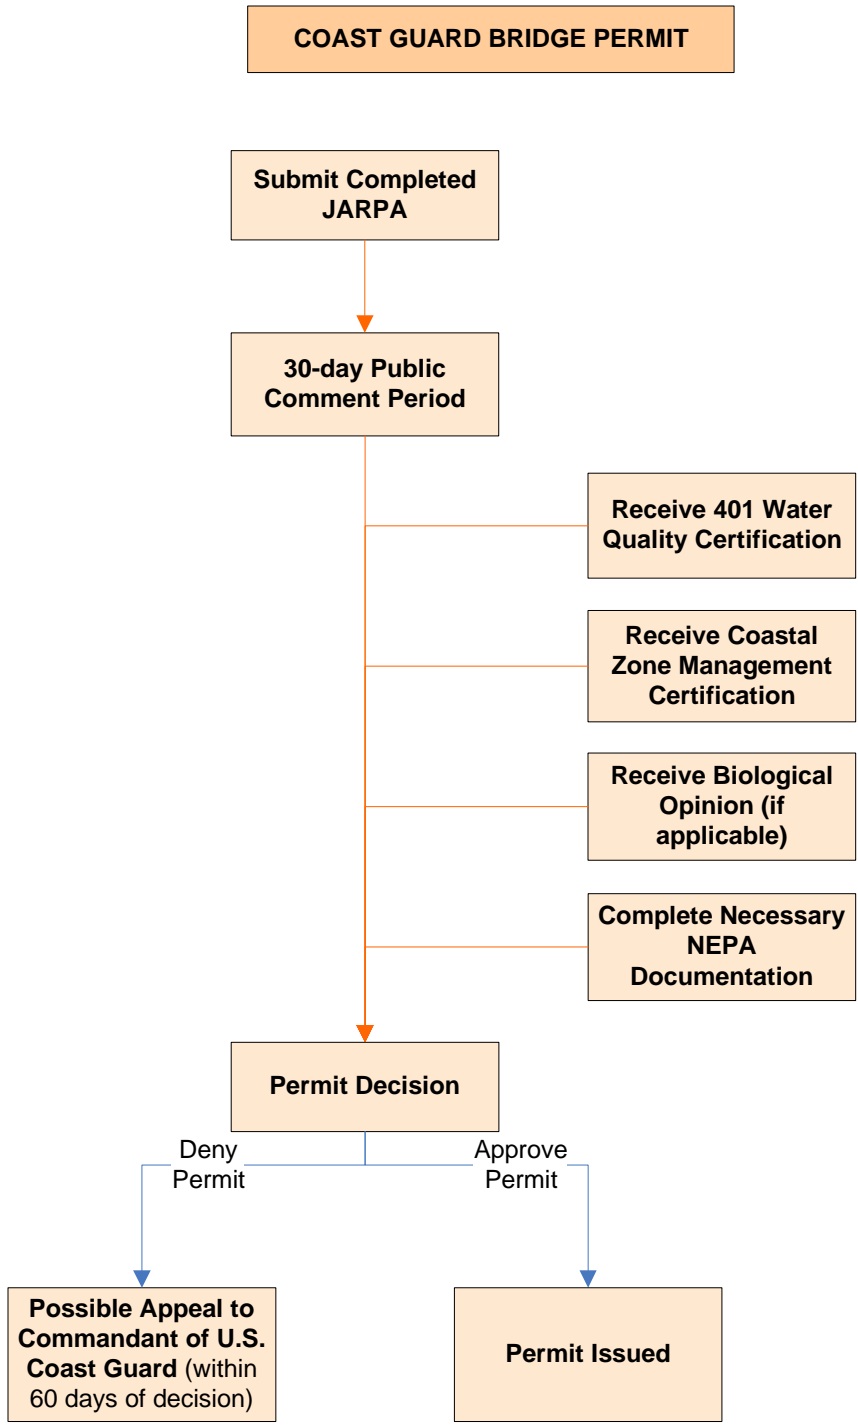 COAST GUARD BRIDGE PERMIT
Submit Completed
JARPA
30-day Public
Comment Period
Receive 401 Water
Quality Certification
Receive Coastal
Zone Management
Certification
Receive Biological
Opinion (if
applicable)
Complete Necessary
NEPA
Documentation
Permit Decision
Deny
Permit
Approve
Permit
Possible Appeal to
Commandant of U.S.
Coast Guard (within
60 days of decision)
Permit Issued